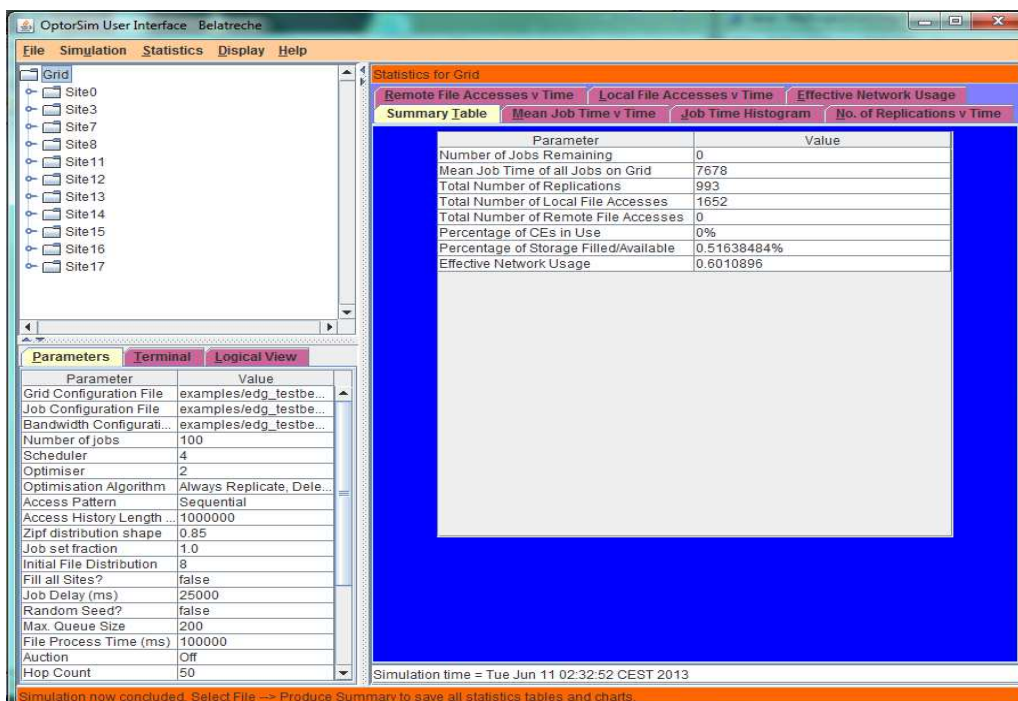 OptorSim User Interface Belatreche
File Simulation Statistics Display Help
Grid
Site0
Site3
Site7
Site8
Site11
Site12
Site13
Site14
Site15
Site16
Site17
Parameters Terminal Logical View
Parameter Value
Grid Configuration File examples/edg_testbe...
Job Configuration File examples/edg_testbe...
Bandwidth Configurati... examples/edg_testbe...
Number of jobs 100
Scheduler 4
Optimiser 2
Optimisation Algorithm Always Replicate, Dele...
Access Pattern Sequential
Access History Length ... 1000000
Zipf distribution shape 0.85
Job set fraction 1.0
Initial File Distribution 8
Fill all Sites? false
Job Delay (ms) 25000
Random Seed? false
Max. Queue Size 200
File Process Time (ms) 100000
Auction Off
Hop Count 50
Statistics for Grid
Remote File Accesses v Time Local File Accesses v Time Effective Network Usage
Summary Table Mean Job Time v Time Job Time Histogram No. of Replications v Time
Parameter Value
Number of Jobs Remaining 0
Mean Job Time of all Jobs on Grid 7678
Total Number of Replications 993
Total Number of Local File Accesses 1652
Total Number of Remote File Accesses 0
Percentage of CEs in Use 0%
Percentage of Storage Filled/Available 0.51638484%
Effective Network Usage 0.6010896
Simulation time = Tue Jun 11 02:32:52 CEST 2013
Simulation now concluded. Select File --> Produce Summary to save all statistics tables and charts.